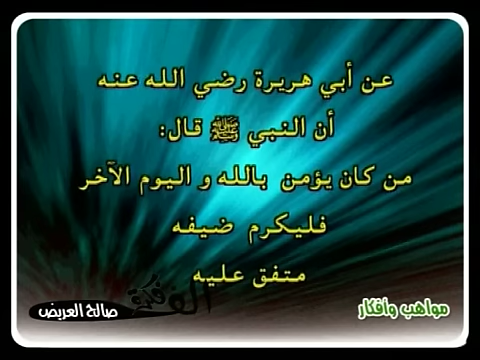 عن أبي هريرة رضي الله عنه
أن النبي ﷺ قال:
من كان يؤمن بالله و اليوم الآخر
فليكرم ضيفه
متفق عليه
صالح العريض
مواهب وأفكار